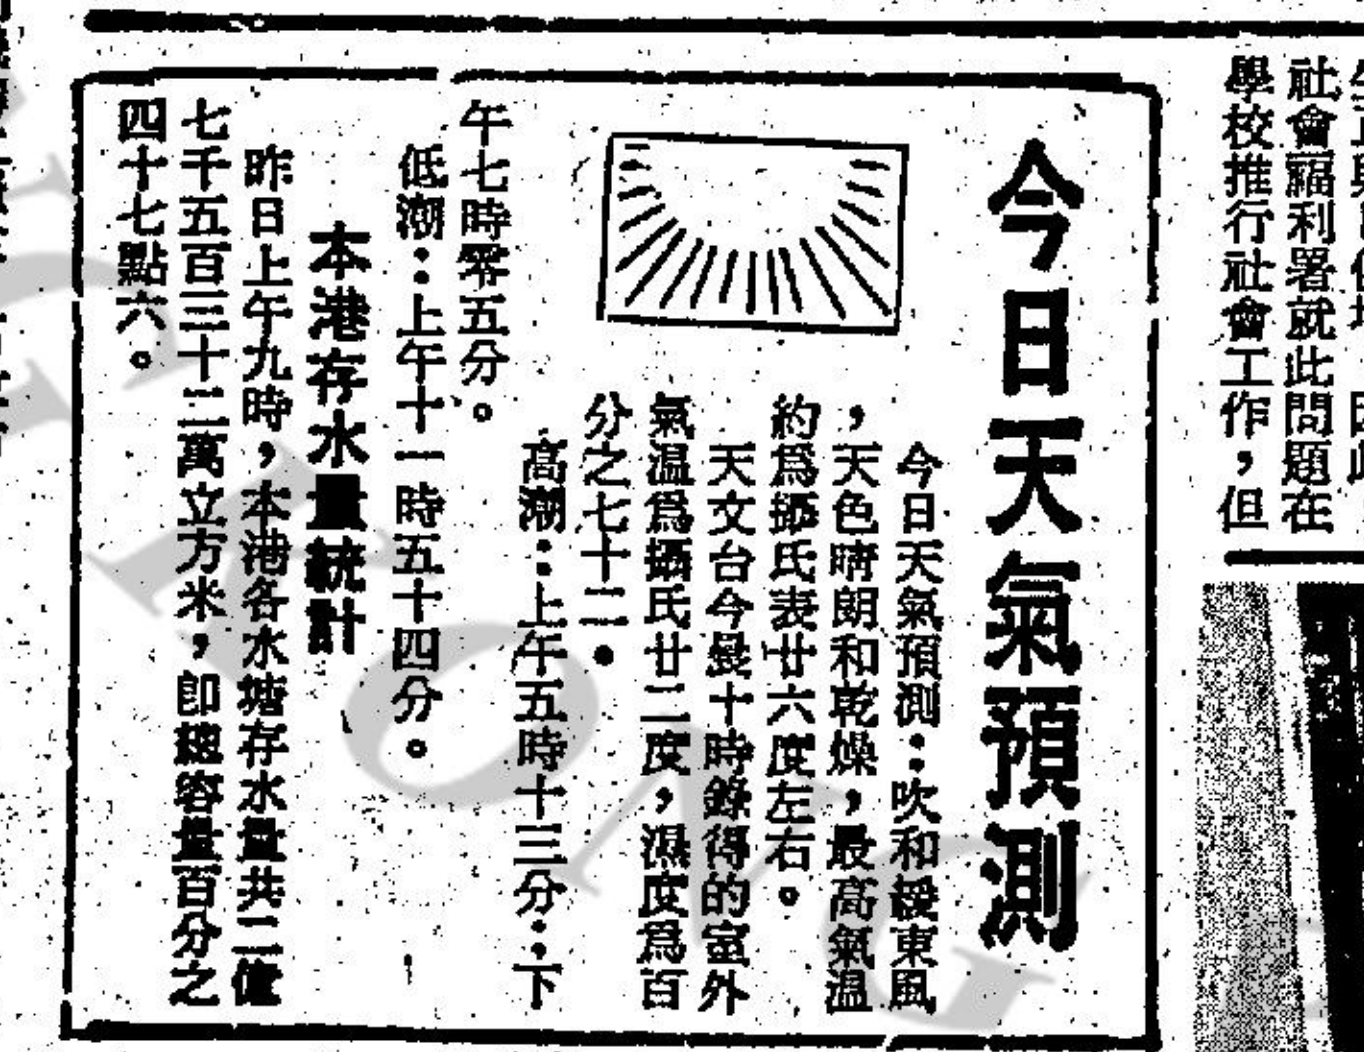 社會福利署就此問題在
學校推行社會工作，但
今日天氣預測
今日天氣預測：吹和緩東風
，天色晴朗和乾燥，最高氣溫
約爲攝氏表廿六度左右。
天文台今晨十時錄得的室外
氣温爲攝氏廿二度，濕度爲百
分之七十二。
高潮：上午五時十三分：下
午七時零五分。
低潮：上午十一時五十四分。
本港存水量統計
昨日上午九時，本港各水塘存水量共二億
七千五百三十二萬立方米，即總容量百分之
四十七點六。